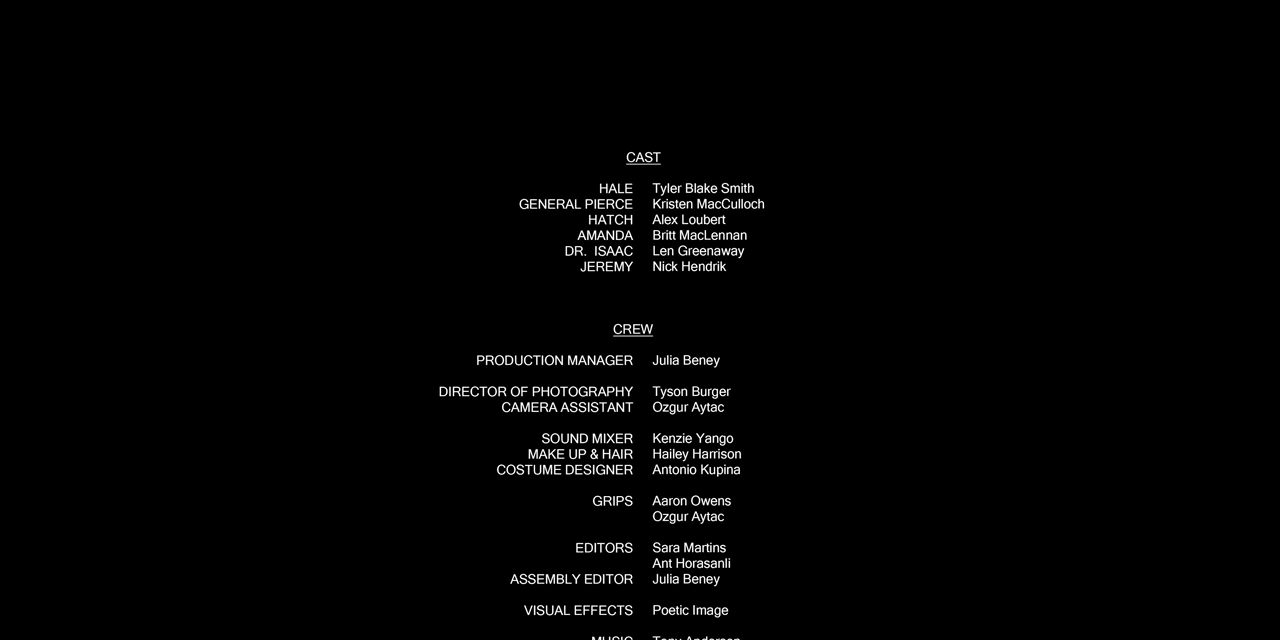 CAST
HALE Tyler Blake Smith
GENERAL PIERCE Kristen MacCulloch
HATCH Alex Loubert
AMANDA Britt MacLennan
DR. ISAAC Len Greenaway
JEREMY Nick Hendrik
CREW
PRODUCTION MANAGER Julia Beney
DIRECTOR OF PHOTOGRAPHY Tyson Burger
CAMERA ASSISTANT Ozgur Aytac
SOUND MIXER Kenzie Yango
MAKE UP & HAIR Hailey Harrison
COSTUME DESIGNER Antonio Kupina
GRIPS Aaron Owens
Ozgur Aytac
EDITORS Sara Martins
Ant Horasanli
ASSEMBLY EDITOR Julia Beney
VISUAL EFFECTS Poetic Image
MUSIC